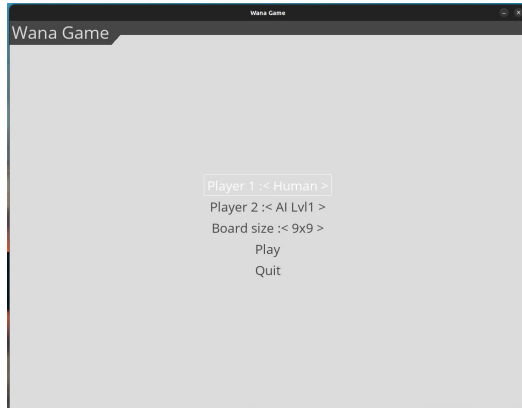 Wana Game
Wana Game
Player 1 :< Human >
Player 2 :< AI Lvl1 >
Board size :< 9x9 >
Play
Quit